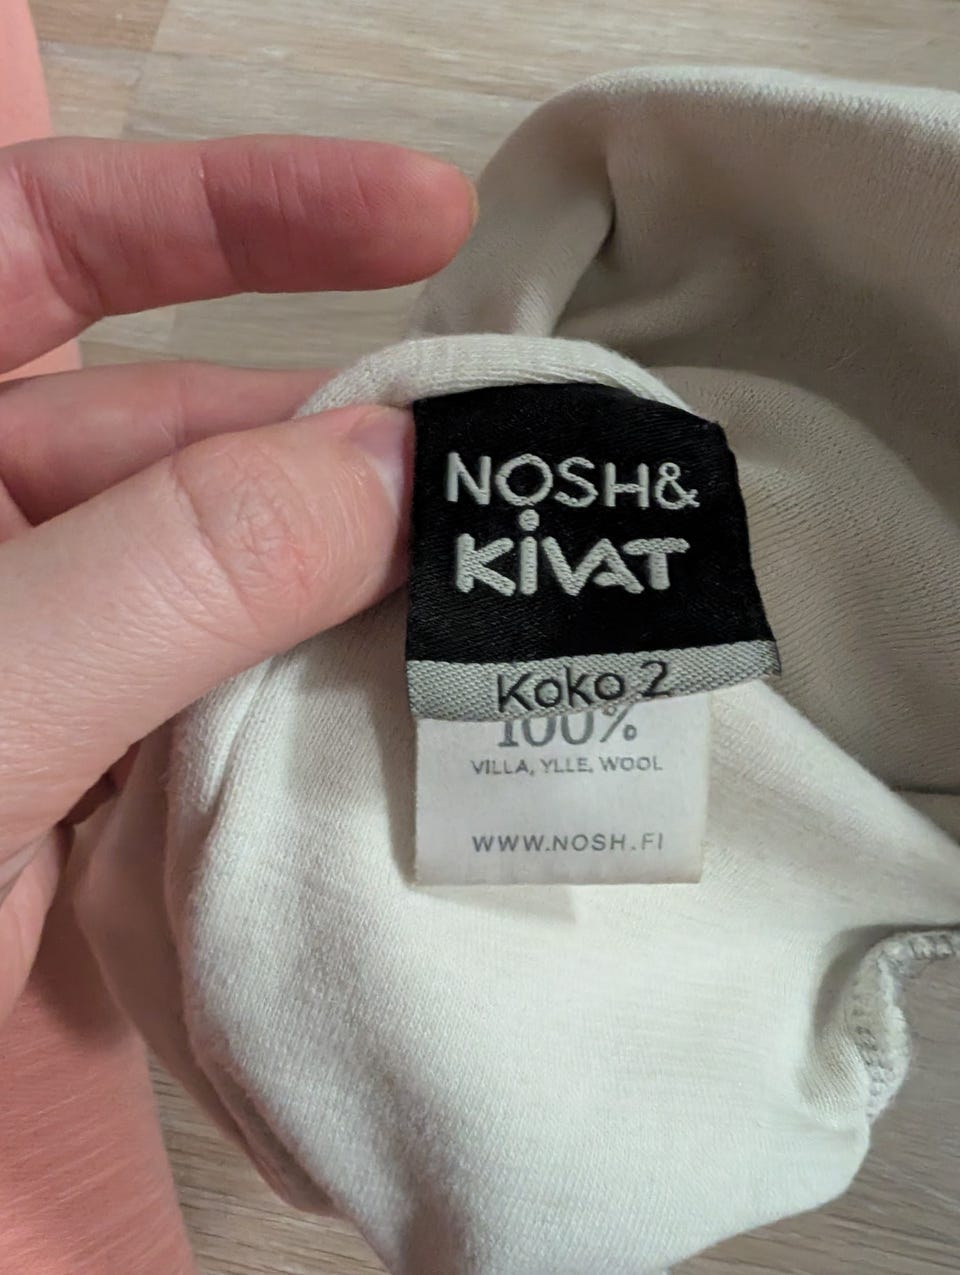 NOSH&
KIVAT
Koko 2
100%
VILLA, YLLE, WOOL
WWW.NOSH.FI